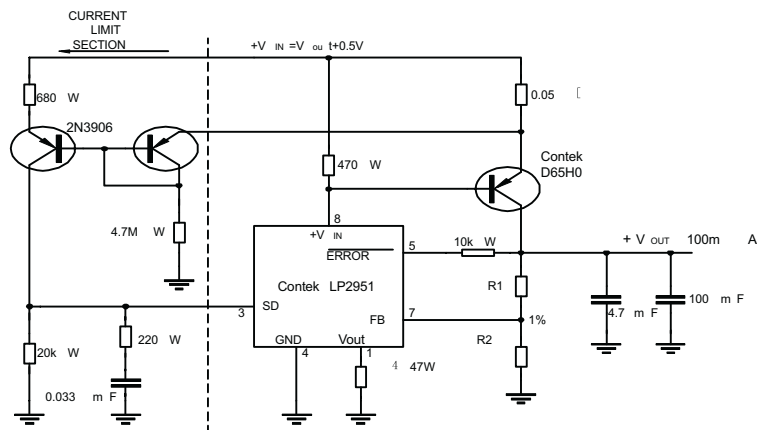 CURRENT
LIMIT
SECTION
+V IN =V ou t+0.5V
680 W
0.05 [
2N3906
470 W
Contek
D65H0
4.7M W
8
+V IN
ERROR
5
10k W
+ V OUT 100m A
Contek LP2951
R1
3
SD
4.7 m F
100 m F
FB
7
1%
220 W
GND
Vout
R2
20k W
4
1
4 47W
0.033 m F